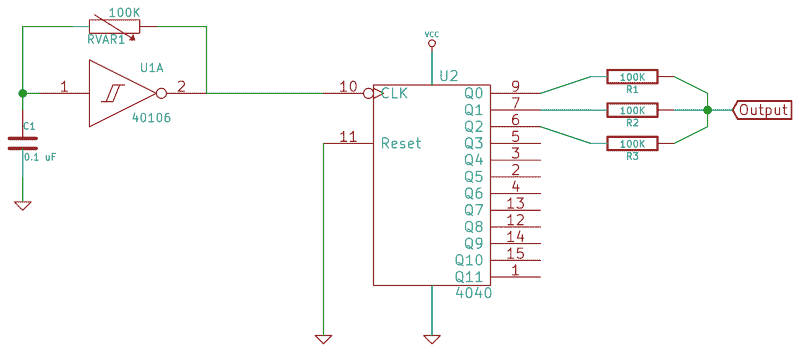 100K
RVAR1
1
U1A
2
40106
C1
0.1 uF
VCC
U2
10
CLK
11
Reset
Q0
9
Q1
7
Q2
6
Q3
5
Q4
3
Q5
2
Q6
4
Q7
13
Q8
12
Q9
14
Q10
15
Q11
1
4040
100K
R1
100K
R2
100K
R3
Output